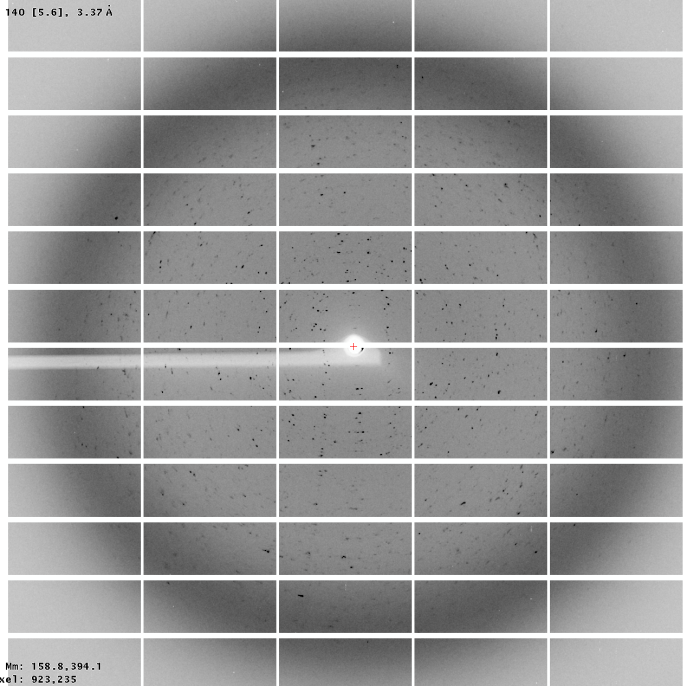 140 [5.6], 3.37 Å
Mm: 158.8,394.1
xel: 923,235